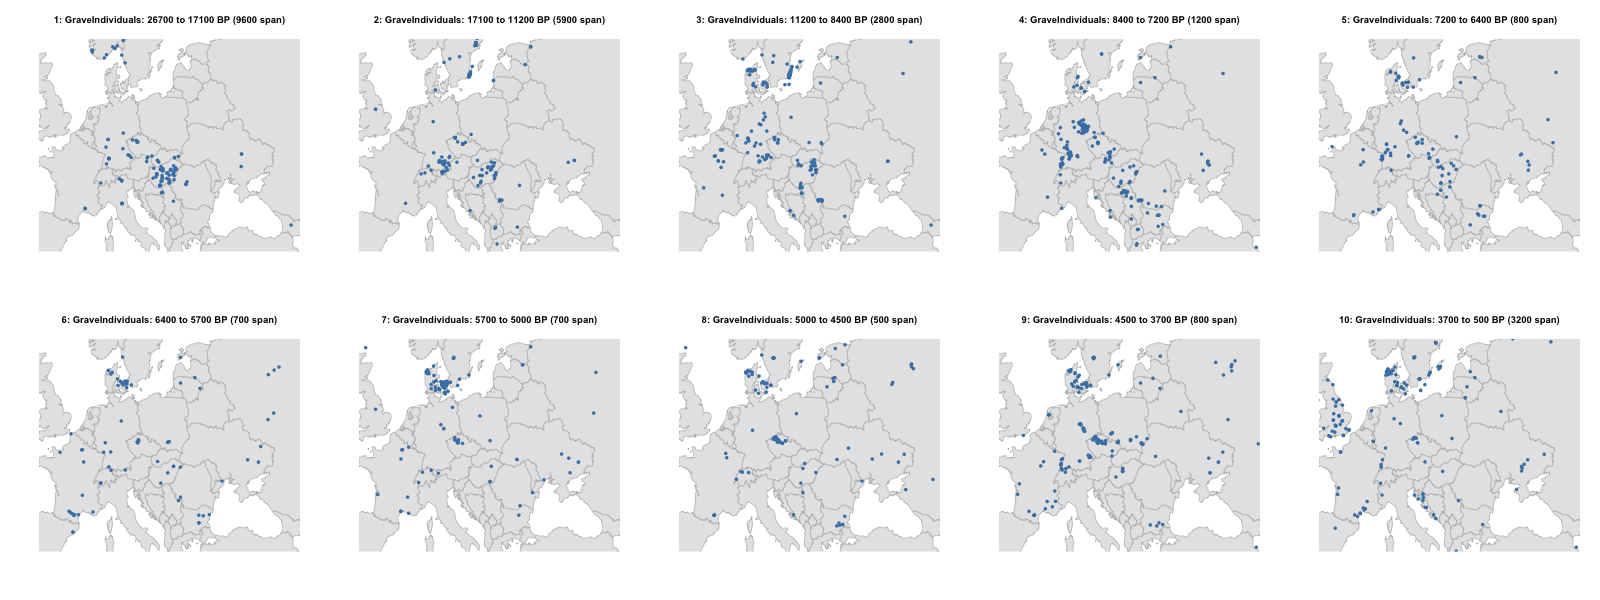 1: GraveIndividuals: 26700 to 17100 BP (9600 span)
2: GraveIndividuals: 17100 to 11200 BP (5900 span)
3: GraveIndividuals: 11200 to 8400 BP (2800 span)
4: GraveIndividuals: 8400 to 7200 BP (1200 span)
5: GraveIndividuals: 7200 to 6400 BP (800 span)
6: GraveIndividuals: 6400 to 5700 BP (700 span)
7: GraveIndividuals: 5700 to 5000 BP (700 span)
8: GraveIndividuals: 5000 to 4500 BP (500 span)
9: GraveIndividuals: 4500 to 3700 BP (800 span)
10: GraveIndividuals: 3700 to 500 BP (3200 span)